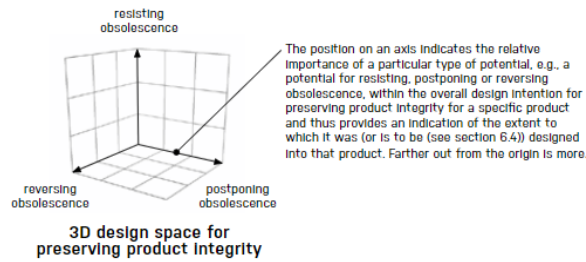 resisting
obsolescence
The position on an axis indicates the relative
importance of a particular type of potential, e.g., a
potential for resisting, postponing or reversing
obsolescence, within the overall design intention for
preserving product integrity for a specific product
and thus provides an indication of the extent to
which it was (or is to be (see section 6.4)) designed
into that product. Farther out from the origin is more.
reversing
obsolescence
postponing
obsolescence
3D design space for
preserving product integrity